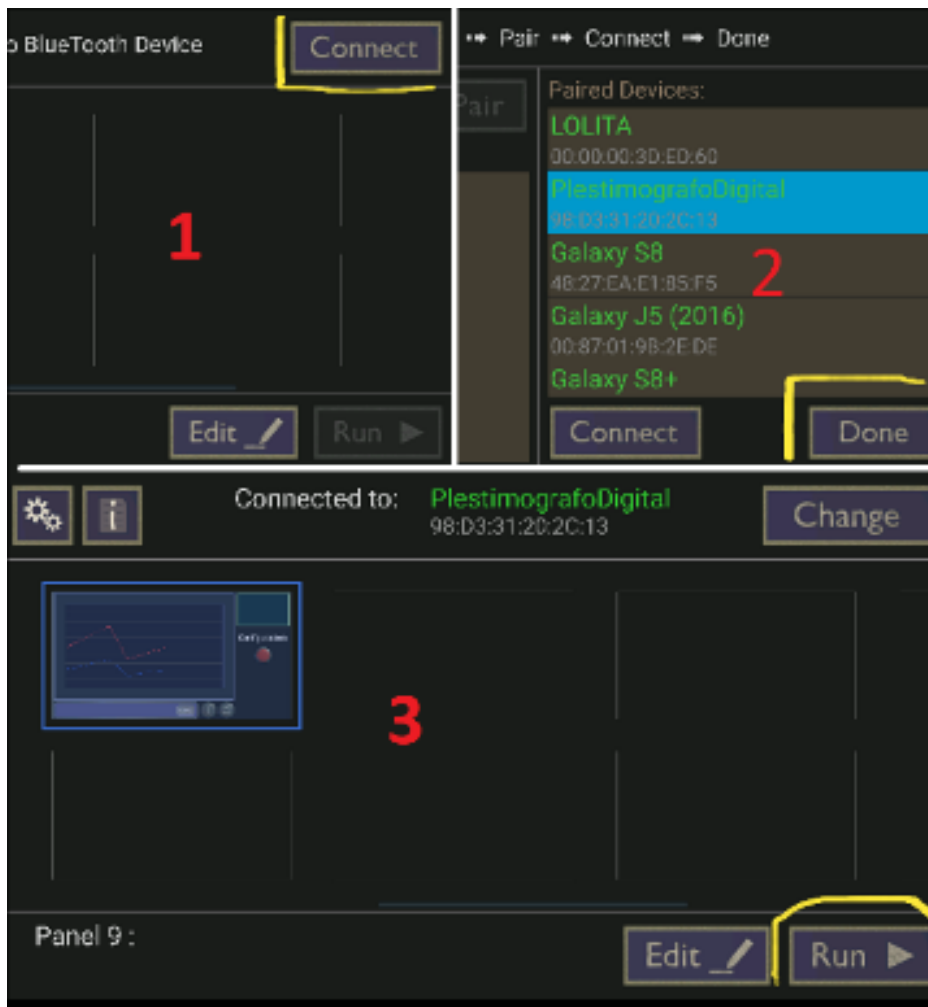 o BlueTooth Device
Connect
1
Edit
Run
Pair Connect Done
Pair
Paired Devices:
LOLITA
00:00:00:3D:ED:60
PlestimografoDigital
98:D3:31:20:2C:13
Galaxy S8
48:27:EA:E1:B5:F5
Galaxy J5 (2016)
00:87:01:9B:2E:DE
Galaxy S8+
2
Connect
Done
i
Connected to:
PlestimografoDigital
98:D3:31:20:2C:13
Change
3
Panel 9 :
Edit
Run